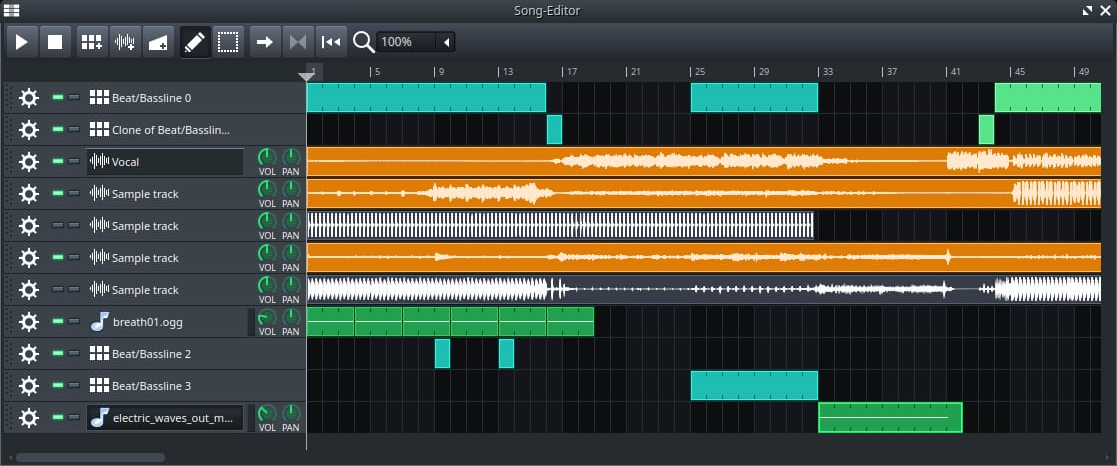 Song-Editor
100%
1 5 9 13 17 21 25 29 33 37 41 45 49
Beat/Bassline 0
Clone of Beat/Basslin...
Vocal
VOL PAN
Sample track
VOL PAN
Sample track
VOL PAN
Sample track
VOL PAN
Sample track
VOL PAN
breath01.ogg
VOL PAN
Beat/Bassline 2
Beat/Bassline 3
electric_waves_out_m...
VOL PAN